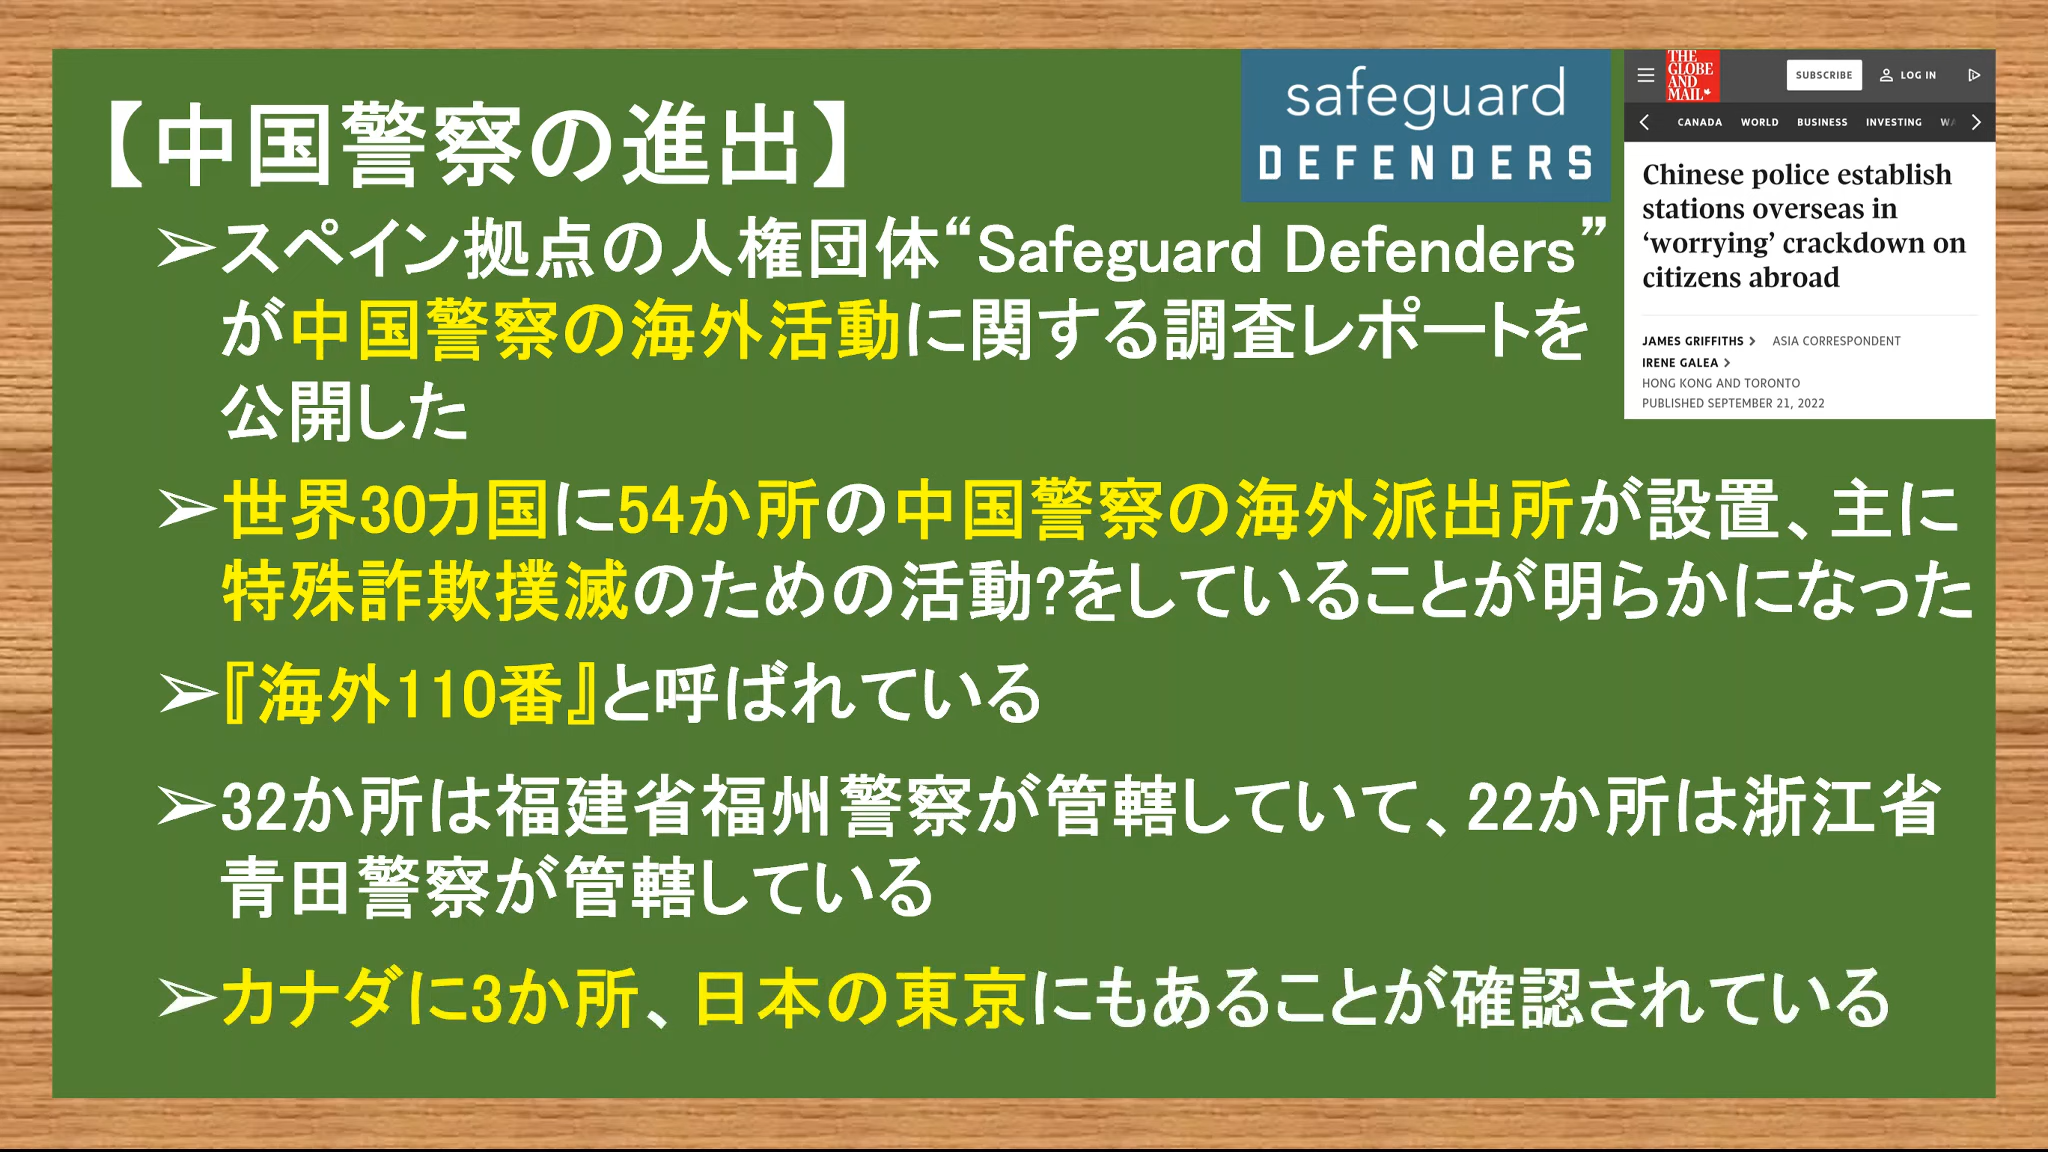 【中国警察の進出】
safeguard
DEFENDERS
THE
GLOBE
AND
MAIL
SUBSCRIBE
LOG IN
CANADA WORLD BUSINESS INVESTING
Chinese police establish
stations overseas in
‘worrying’ crackdown on
citizens abroad
JAMES GRIFFITHS > ASIA CORRESPONDENT
IRENE GALEA >
HONG KONG AND TORONTO
PUBLISHED SEPTEMBER 21, 2022
➢スペイン拠点の人権団体“Safeguard Defenders”
が中国警察の海外活動に関する調査レポートを
公開した
➢世界30カ国に54か所の中国警察の海外派出所が設置、主に
特殊詐欺撲滅のための活動?をしていることが明らかになった
➢『海外110番』と呼ばれている
➢32か所は福建省福州警察が管轄していて、22か所は浙江省
青田警察が管轄している
➢カナダに3か所、日本の東京にもあることが確認されている